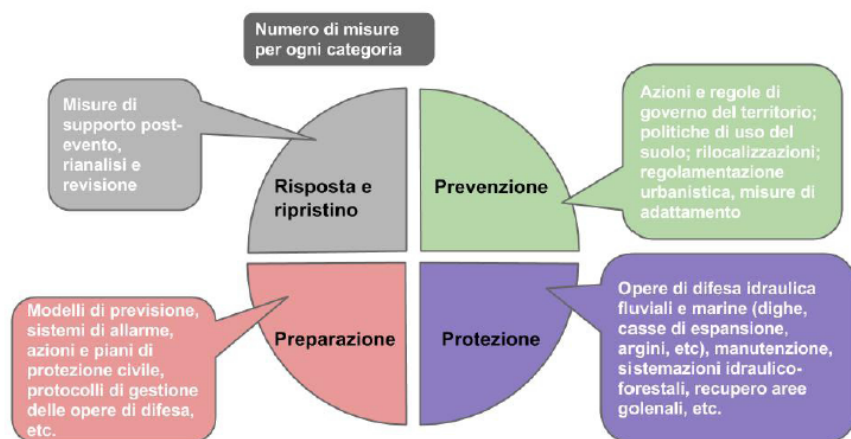 Numero di misure
per ogni categoria
Misure di
supporto post-
evento,
rianalisi e
revisione
Azioni e regole di
governo del territorio;
politiche di uso del
suolo; rilocalizzazioni;
regolamentazione
urbanistica, misure di
adattamento
Risposta e
ripristino
Prevenzione
Modelli di previsione,
sistemi di allarme,
azioni e piani di
protezione civile,
protocolli di gestione
delle opere di difesa,
etc.
Preparazione
Protezione
Opere di difesa idraulica
fluviali e marine (dighe,
casse di espansione,
argini, etc), manutenzione,
sistemazioni idraulico-
forestali, recupero aree
golenali, etc.